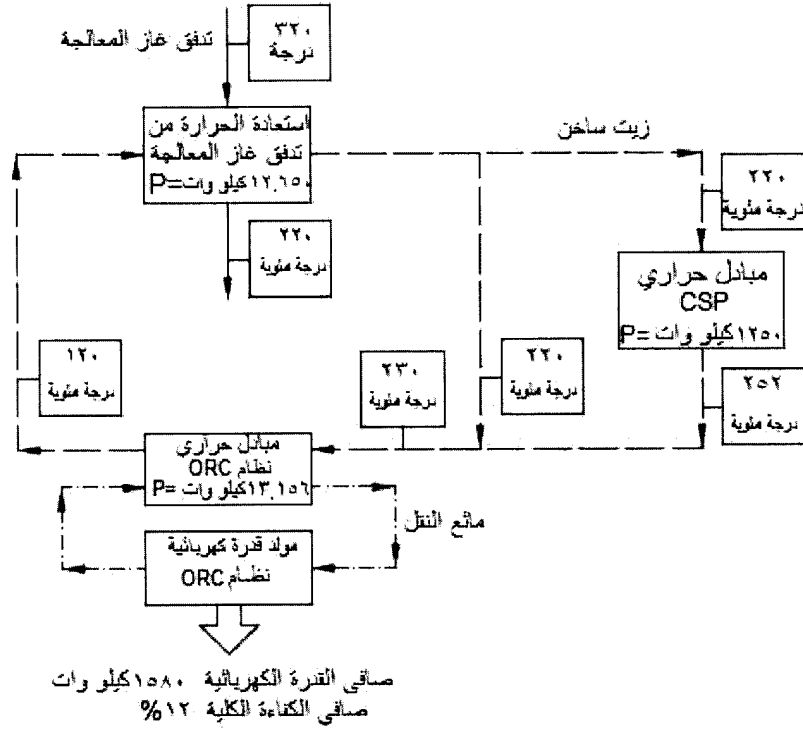 تدفق غاز المعالجة
٣٢٠
درجة
استعادة الحرارة من
تدفق غاز المعالجة
P=١٢,٦٥٠كيلو وات
زيت ساخن
٢٢٠
درجة مئوية
٢٢٠
درجة مئوية
مبادل حراري
CSP
P=١٢٥٠كيلو وات
١٢٠
درجة مئوية
٢٣٠
درجة مئوية
٢٢٠
درجة مئوية
٢٥٢
درجة مئوية
مبادل حراري
نظام ORC
P=١٣,١٥٦كيلو وات
مائع النقل
مولد قدرة كهربائية
نظام ORC
صافى القدرة الكهربائية ١٥٨٠كيلو وات
صافى الكفاءة الكلية ١٢%